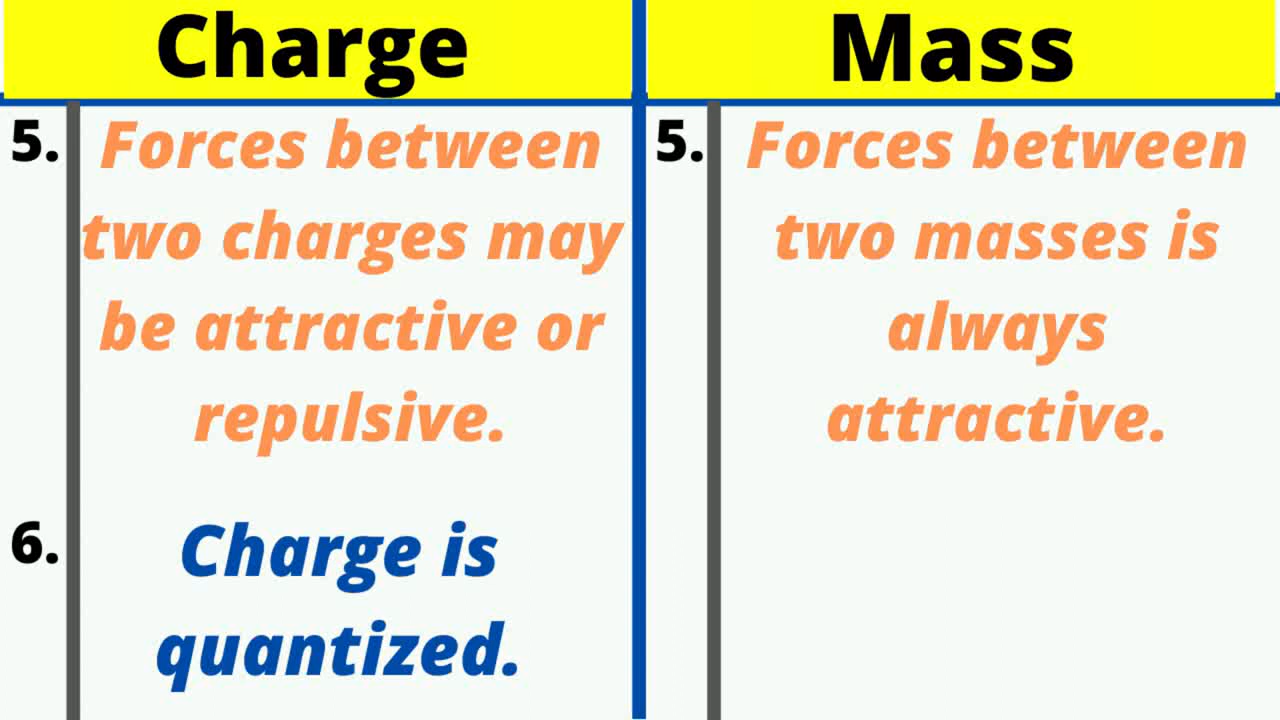 Charge
Mass
5. Forces between
two charges may
be attractive or
repulsive.
5. Forces between
two masses is
always
attractive.
6. Charge is
quantized.